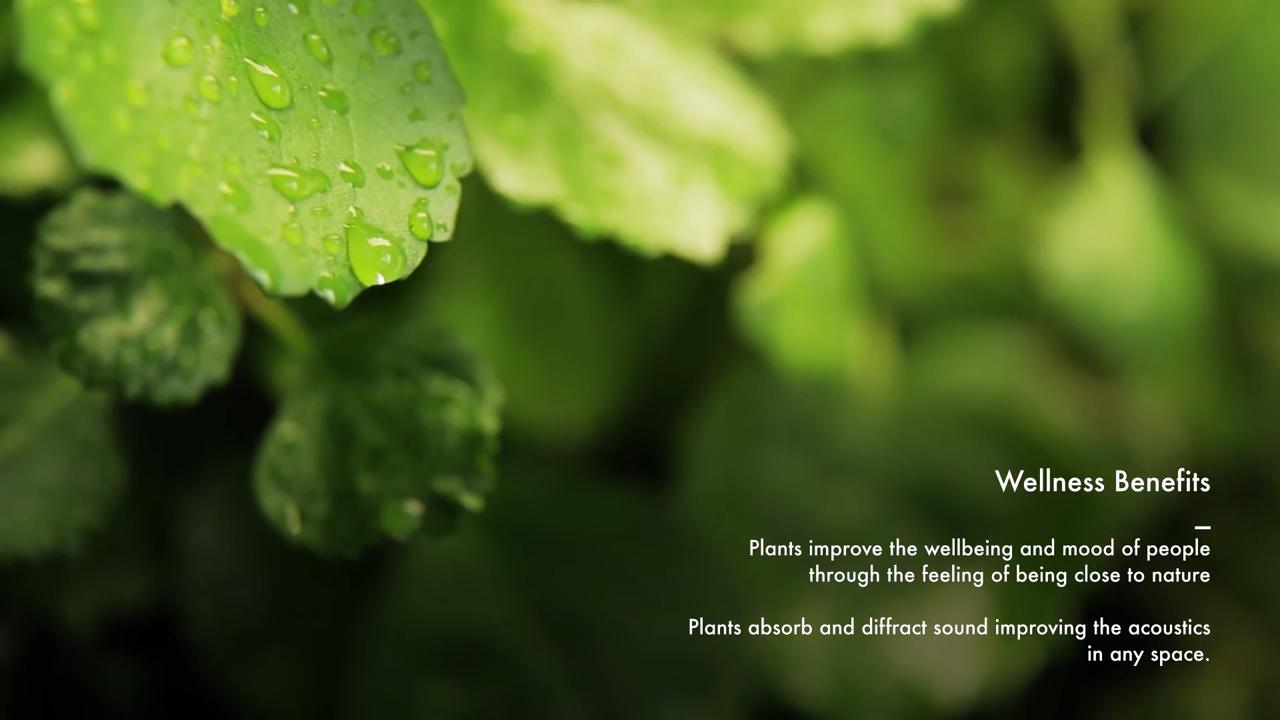 Wellness Benefits
–
Plants improve the wellbeing and mood of people
through the feeling of being close to nature
Plants absorb and diffract sound improving the acoustics
in any space.